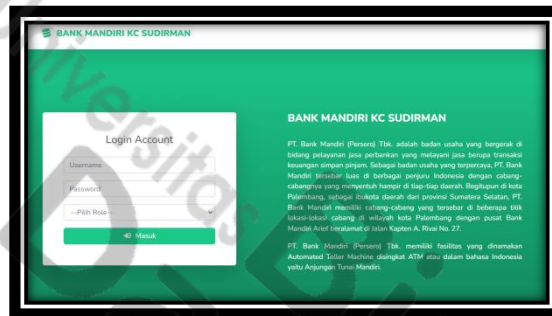 BANK MANDIRI KC SUDIRMAN
Login Account
Username
Password
--Pilih Role--
Masuk
BANK MANDIRI KC SUDIRMAN
PT. Bank Mandiri (Persero) Tbk. adalah badan usaha yang bergerak di
bidang pelayanan jasa perbankan yang melayani jasa berupa transaksi
keuangan simpan pinjam. Sebagai badan usaha yang terpercaya, PT. Bank
Mandiri tersebar luas di berbagai penjuru Indonesia dengan cabang-
cabangnya yang menyentuh hampir di tiap-tiap daerah. Begitupun di kota
Palembang, sebagai ibukota daerah dari provinsi Sumatera Selatan, PT.
Bank Mandiri memiliki cabang-cabang yang tersebar di beberapa titik
lokasi-lokasi cabang di wilayah kota Palembang dengan pusat Bank
Mandiri Arief beralamat di Jalan Kapten A. Rivai No. 27.
PT. Bank Mandiri (Persero) Tbk. memiliki fasilitas yang dinamakan
Automated Teller Machine disingkat ATM atau dalam bahasa Indonesia
yaitu Anjungan Tunai Mandiri.